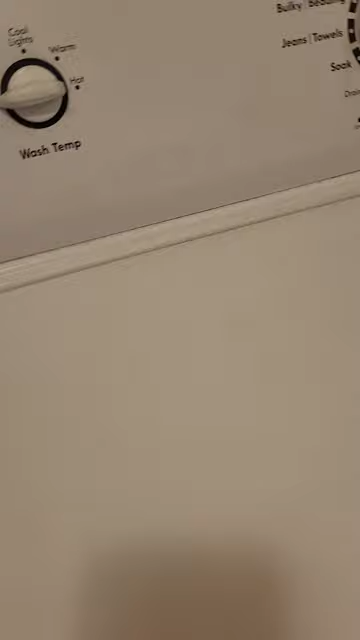 Cool
Lights
Warm
Hot
Wash Temp
Bulky | Bedding
Jeans | Towels
Soak